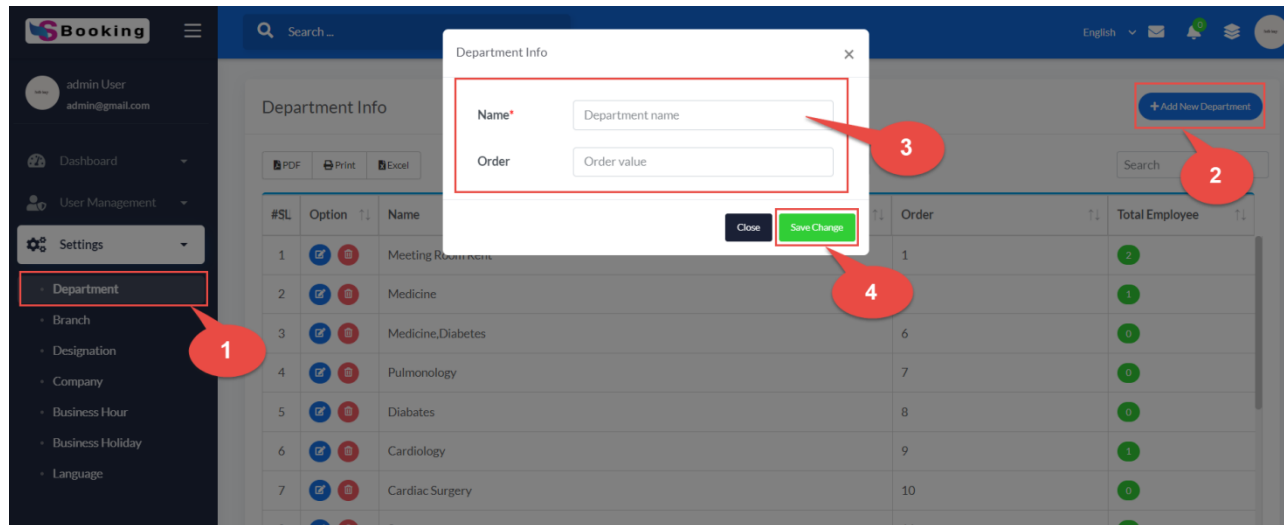 Booking
Search ...
English
admin User
admin@gmail.com
Dashboard
User Management
Settings
Department
Branch
Designation
Company
Business Hour
Business Holiday
Language
1
Department Info
+ Add New Department
2
PDF Print Excel
Search
Department Info ×
Name* Department name
Order Order value
3
Close Save Change
4
#SL Option Name Order Total Employee
1 Meeting Room Rent 1 2
2 Medicine 1
3 Medicine,Diabetes 6 0
4 Pulmonology 7 0
5 Diabates 8 0
6 Cardiology 9 1
7 Cardiac Surgery 10 0